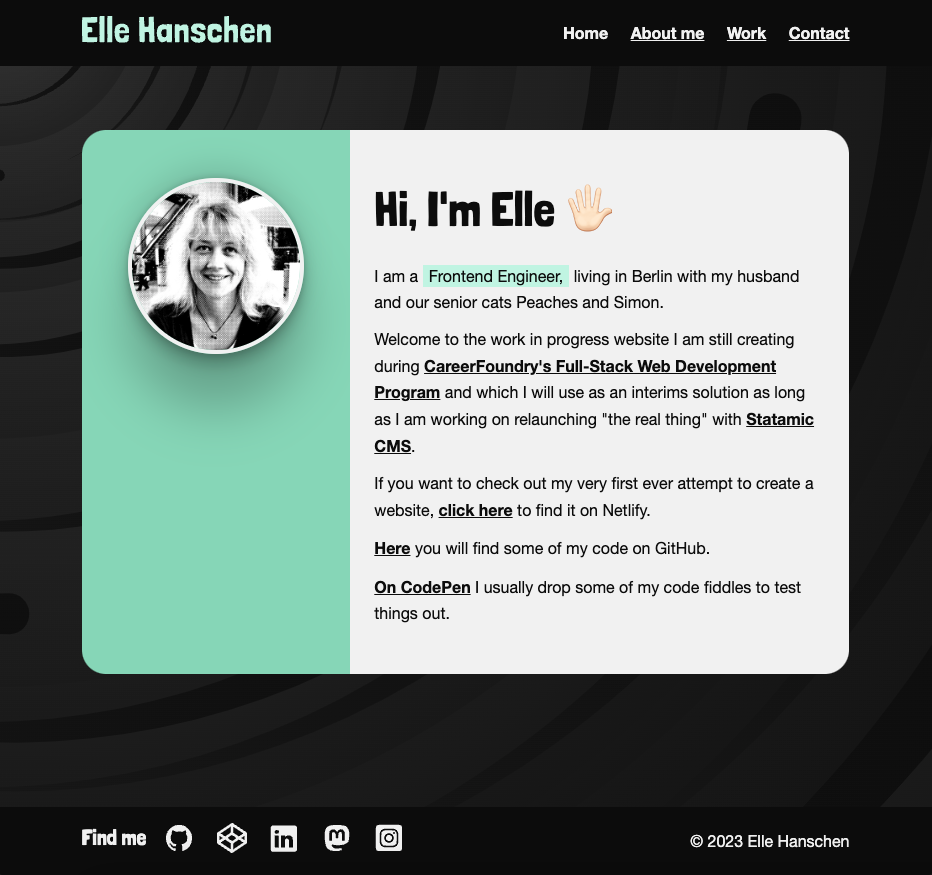 Elle Hanschen
Home About me Work Contact
Hi, I'm Elle 🖐🏻
I am a Frontend Engineer, living in Berlin with my husband
and our senior cats Peaches and Simon.
Welcome to the work in progress website I am still creating
during CareerFoundry's Full-Stack Web Development
Program and which I will use as an interims solution as long
as I am working on relaunching "the real thing" with Statamic
CMS.
If you want to check out my very first ever attempt to create a
website, click here to find it on Netlify.
Here you will find some of my code on GitHub.
On CodePen I usually drop some of my code fiddles to test
things out.
Find me
© 2023 Elle Hanschen